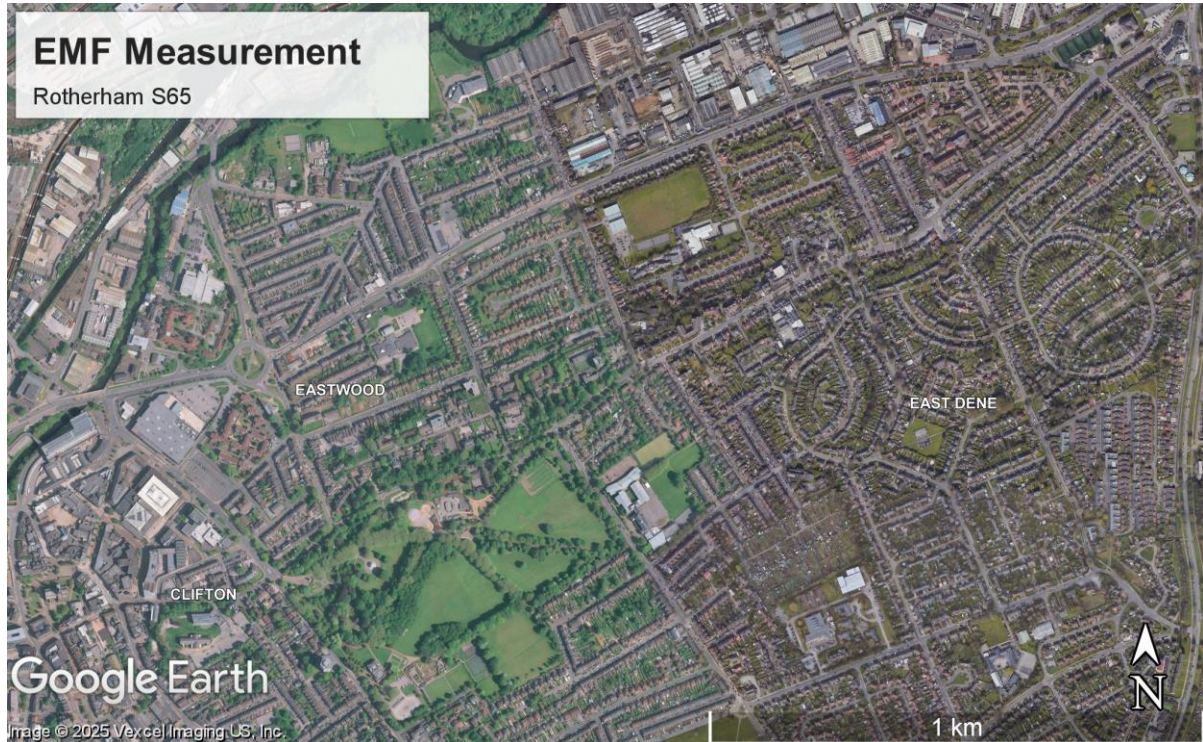 EMF Measurement
Rotherham S65
EASTWOOD
EAST DENE
CLIFTON
Google Earth
N
Image © 2025 Vexcel Imaging US, Inc.
1 km